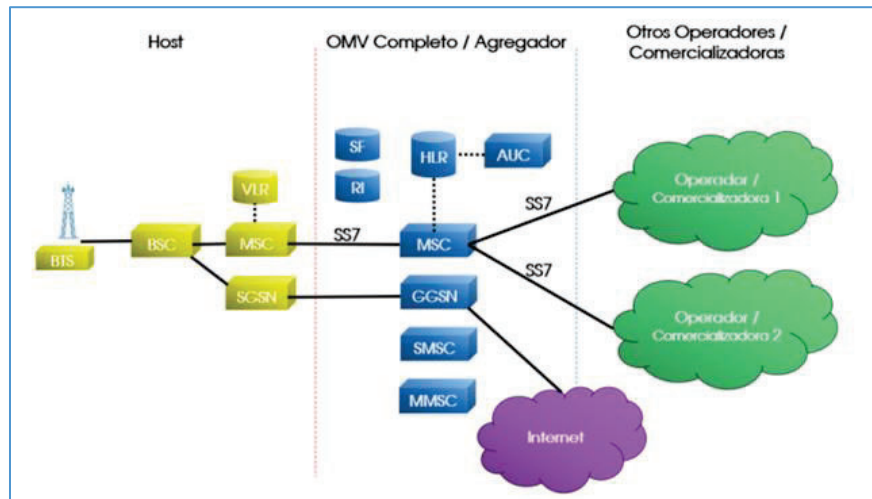 Host
OMV Completo / Agregador
Otros Operadores /
Comercializadoras
SF
HLR
AUC
RI
VLR
BTS
BSC
MSC
SS7
MSC
SS7
SS7
SGSN
GGSN
SMSC
MMSC
Internet
Operador /
Comercializadora 1
Operador /
Comercializadora 2